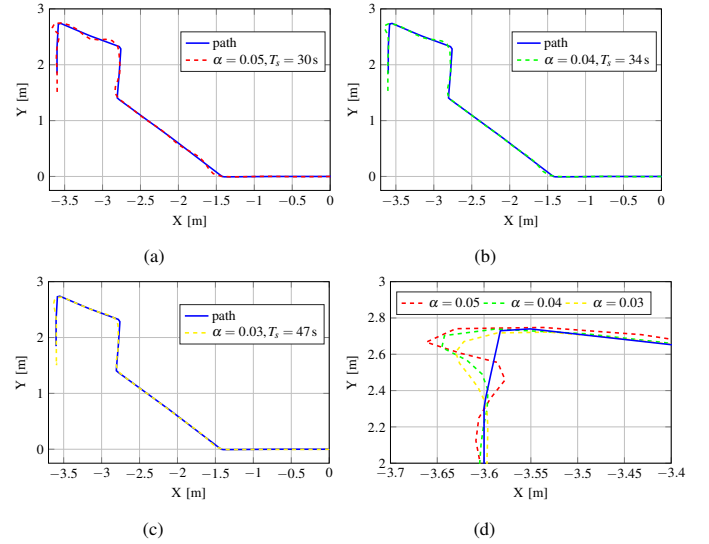 3
2
1
0
Y [m]
path
α = 0.05, Ts = 30 s
−3.5 −3 −2.5 −2 −1.5 −1 −0.5 0
X [m]
(a)
3
2
1
0
Y [m]
path
α = 0.04, Ts = 34 s
−3.5 −3 −2.5 −2 −1.5 −1 −0.5 0
X [m]
(b)
3
2
1
0
Y [m]
path
α = 0.03, Ts = 47 s
−3.5 −3 −2.5 −2 −1.5 −1 −0.5 0
X [m]
(c)
3
2.8
2.6
2.4
2.2
2
Y [m]
α = 0.05 α = 0.04 α = 0.03
−3.7 −3.65 −3.6 −3.55 −3.5 −3.45 −3.4
X [m]
(d)